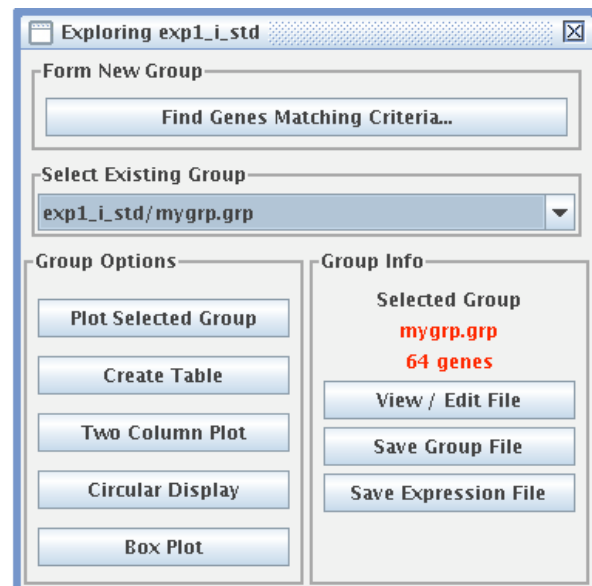 Exploring exp1_i_std
Form New Group
Find Genes Matching Criteria...
Select Existing Group
exp1_i_std/mygrp.grp
Group Options
Plot Selected Group
Create Table
Two Column Plot
Circular Display
Box Plot
Group Info
Selected Group
mygrp.grp
64 genes
View / Edit File
Save Group File
Save Expression File